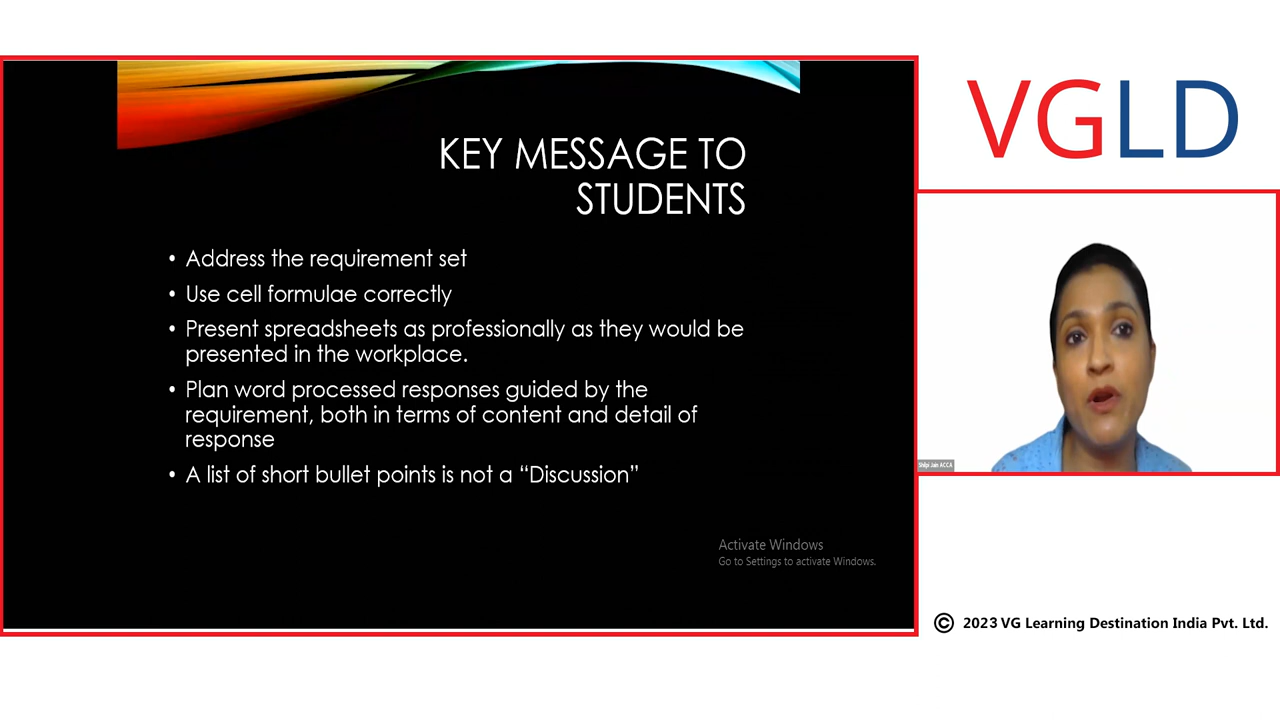 KEY MESSAGE TO
STUDENTS
• Address the requirement set
• Use cell formulae correctly
• Present spreadsheets as professionally as they would be
presented in the workplace.
• Plan word processed responses guided by the
requirement, both in terms of content and detail of
response
• A list of short bullet points is not a “Discussion”
Activate Windows
Go to Settings to activate Windows.
VGLD
Shilpi Jain ACCA
© 2023 VG Learning Destination India Pvt. Ltd.